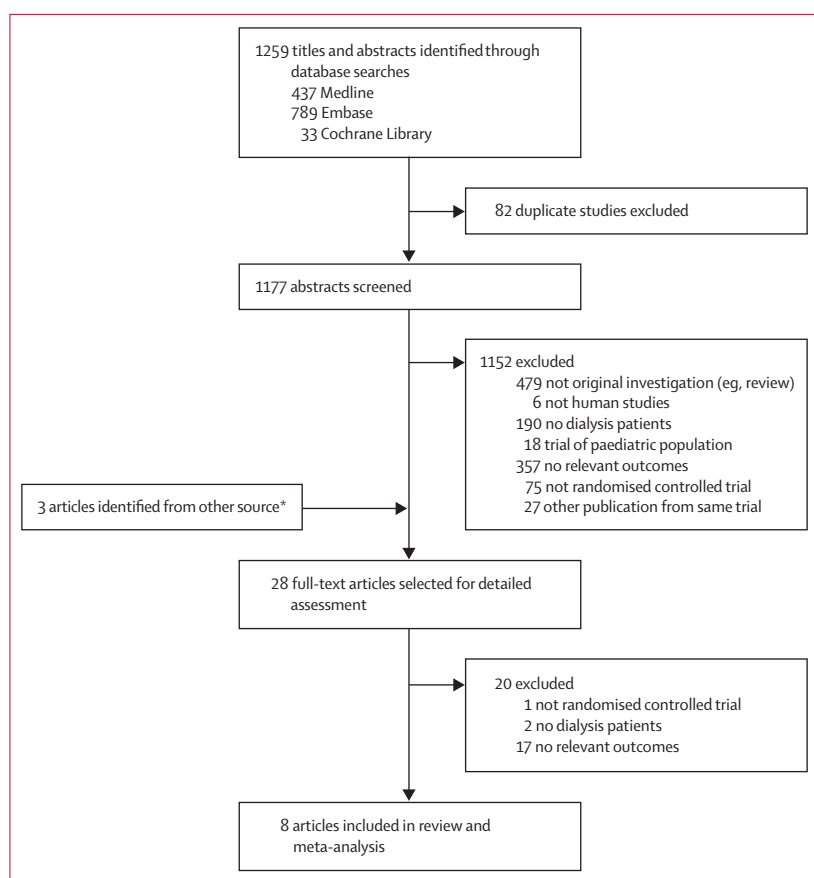 1259 titles and abstracts identified through
database searches
437 Medline
789 Embase
33 Cochrane Library
82 duplicate studies excluded
1177 abstracts screened
1152 excluded
479 not original investigation (eg, review)
6 not human studies
190 no dialysis patients
18 trial of paediatric population
357 no relevant outcomes
75 not randomised controlled trial
27 other publication from same trial
3 articles identified from other source*
28 full-text articles selected for detailed
assessment
20 excluded
1 not randomised controlled trial
2 no dialysis patients
17 no relevant outcomes
8 articles included in review and
meta-analysis